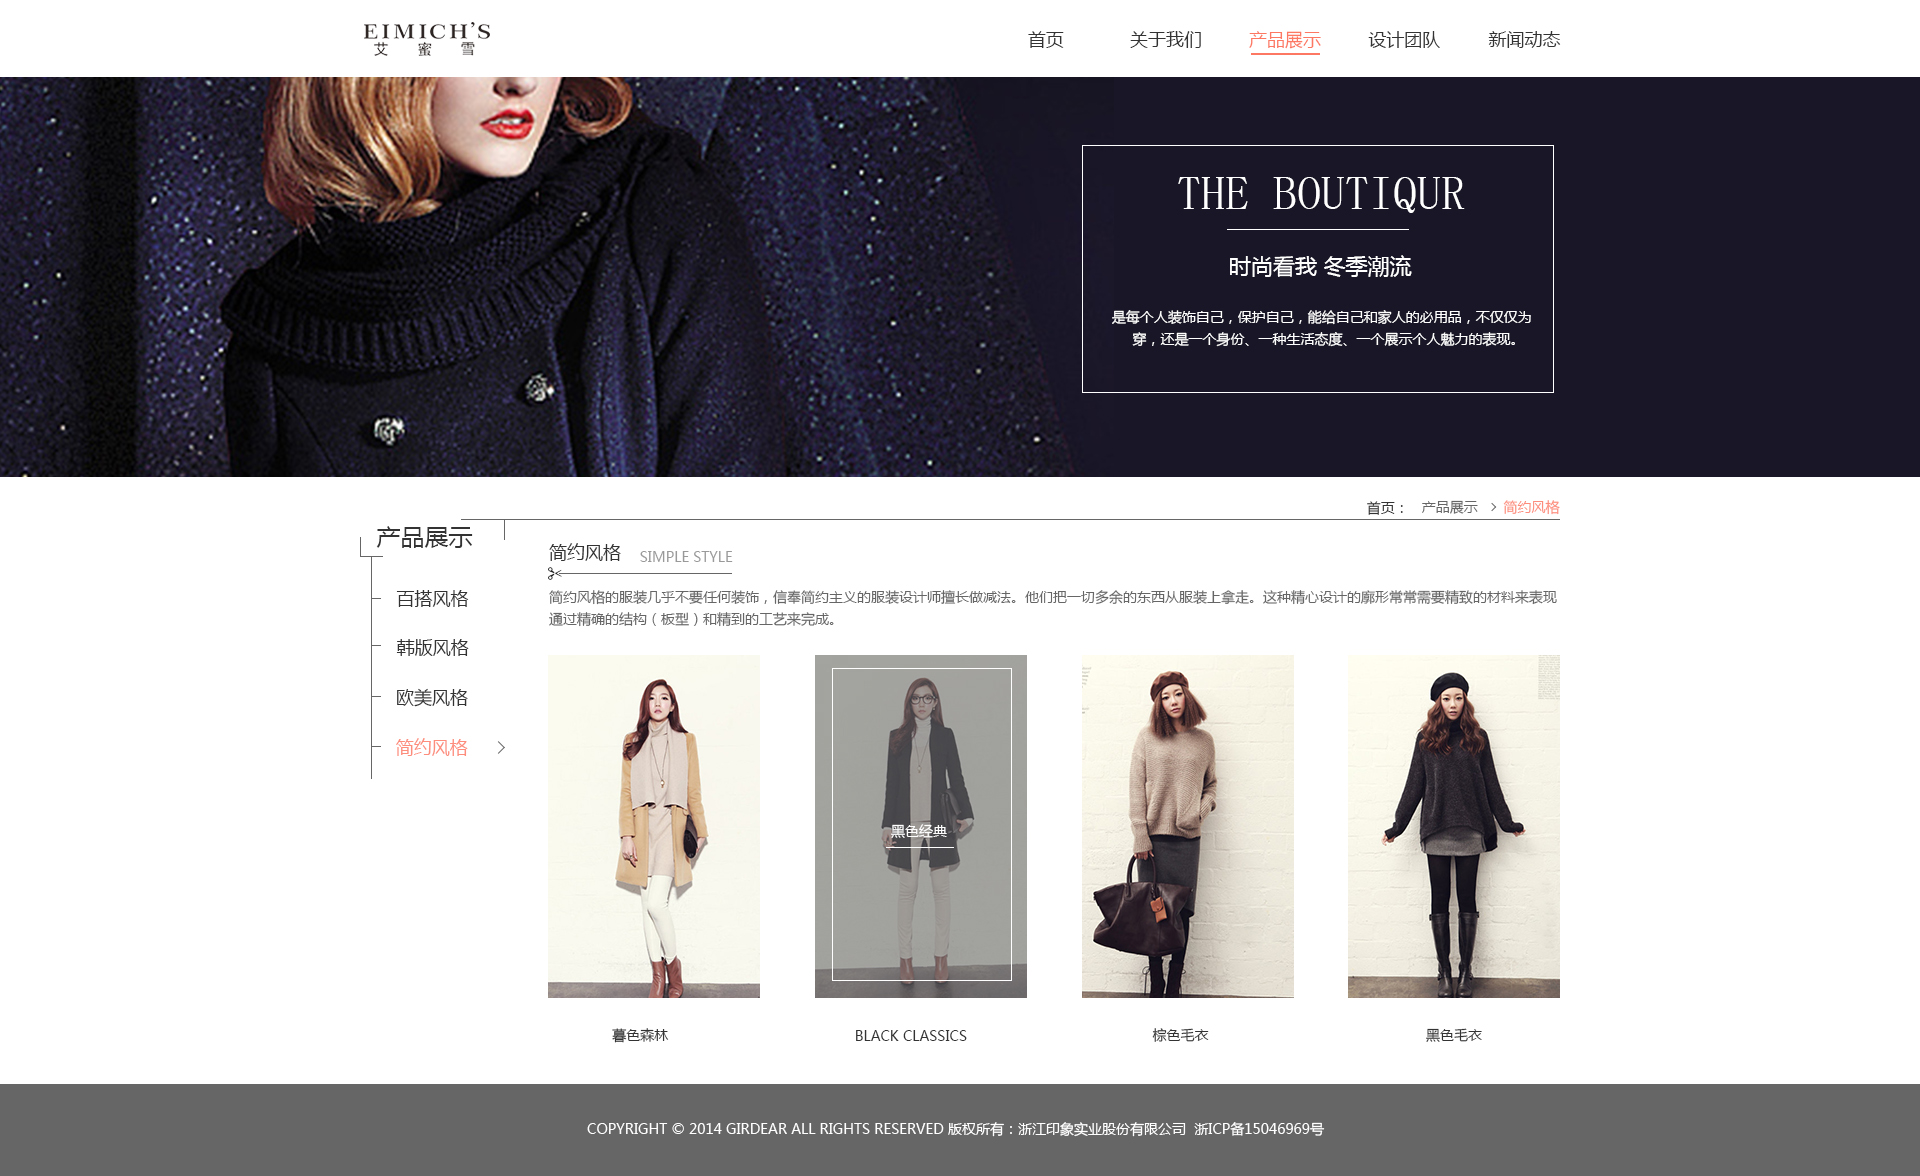 EIMICH'S
艾 蜜 雪
首页 关于我们 产品展示 设计团队 新闻动态
THE BOUTIQUR
时尚看我 冬季潮流
是每个人装饰自己，保护自己，能给自己和家人的必用品，不仅仅为
穿，还是一个身份、一种生活态度、一个展示个人魅力的表现。
首页： 产品展示 > 简约风格
产品展示
百搭风格
韩版风格
欧美风格
简约风格
简约风格 SIMPLE STYLE
简约风格的服装几乎不要任何装饰，信奉简约主义的服装设计师擅长做减法。他们把一切多余的东西从服装上拿走。这种精心设计的廓形常常需要精致的材料来表现
通过精确的结构（板型）和精到的工艺来完成。
黑色经典
暮色森林
BLACK CLASSICS
棕色毛衣
黑色毛衣
COPYRIGHT © 2014 GIRDEAR ALL RIGHTS RESERVED 版权所有：浙江印象实业股份有限公司 浙ICP备15046969号